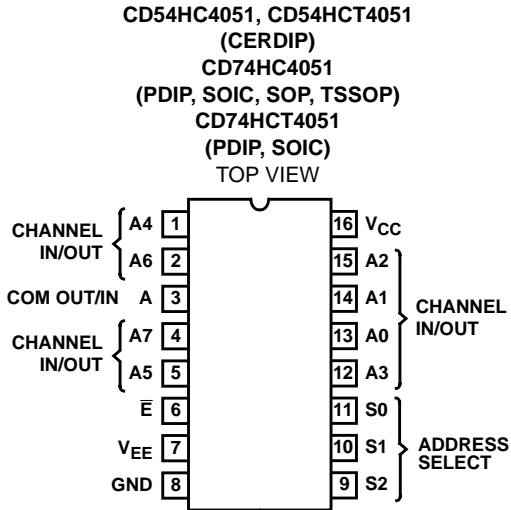 CD54HC4051, CD54HCT4051
(CERDIP)
CD74HC4051
(PDIP, SOIC, SOP, TSSOP)
CD74HCT4051
(PDIP, SOIC)
TOP VIEW
CHANNEL
IN/OUT
A4 1
A6 2
COM OUT/IN A 3
CHANNEL
IN/OUT
A7 4
A5 5
E̅ 6
VEE 7
GND 8
16 VCC
15 A2
14 A1
13 A0
12 A3
CHANNEL
IN/OUT
11 S0
10 S1
9 S2
ADDRESS
SELECT